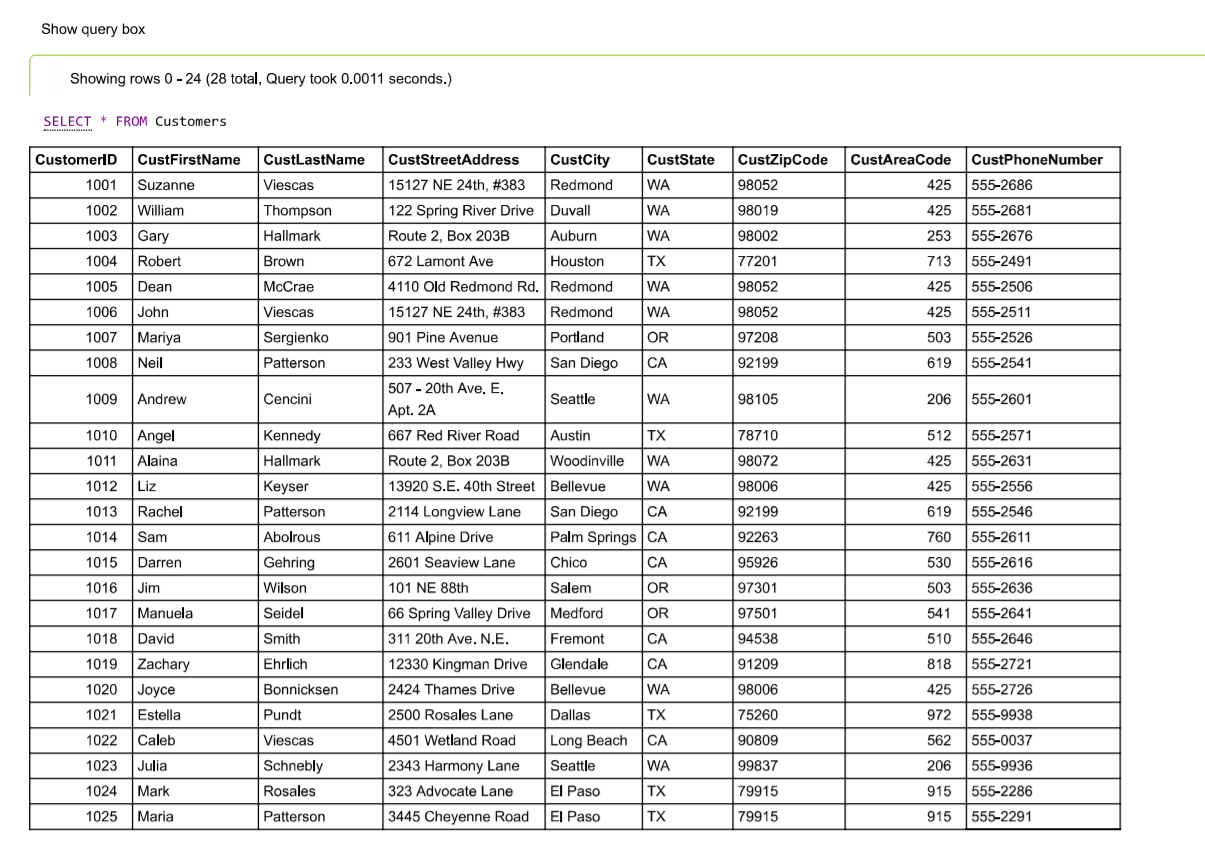 Show query box
Showing rows 0 - 24 (28 total, Query took 0.0011 seconds.)
SELECT * FROM Customers
CustomerID CustFirstName CustLastName CustStreetAddress CustCity CustState CustZipCode CustAreaCode CustPhoneNumber
1001 Suzanne Viescas 15127 NE 24th, #383 Redmond WA 98052 425 555-2686
1002 William Thompson 122 Spring River Drive Duvall WA 98019 425 555-2681
1003 Gary Hallmark Route 2, Box 203B Auburn WA 98002 253 555-2676
1004 Robert Brown 672 Lamont Ave Houston TX 77201 713 555-2491
1005 Dean McCrae 4110 Old Redmond Rd. Redmond WA 98052 425 555-2506
1006 John Viescas 15127 NE 24th, #383 Redmond WA 98052 425 555-2511
1007 Mariya Sergienko 901 Pine Avenue Portland OR 97208 503 555-2526
1008 Neil Patterson 233 West Valley Hwy San Diego CA 92199 619 555-2541
1009 Andrew Cencini 507 - 20th Ave. E. Seattle WA 98105 206 555-2601
Apt. 2A
1010 Angel Kennedy 667 Red River Road Austin TX 78710 512 555-2571
1011 Alaina Hallmark Route 2, Box 203B Woodinville WA 98072 425 555-2631
1012 Liz Keyser 13920 S.E. 40th Street Bellevue WA 98006 425 555-2556
1013 Rachel Patterson 2114 Longview Lane San Diego CA 92199 619 555-2546
1014 Sam Abolrous 611 Alpine Drive Palm Springs CA 92263 760 555-2611
1015 Darren Gehring 2601 Seaview Lane Chico CA 95926 530 555-2616
1016 Jim Wilson 101 NE 88th Salem OR 97301 503 555-2636
1017 Manuela Seidel 66 Spring Valley Drive Medford OR 97501 541 555-2641
1018 David Smith 311 20th Ave. N.E. Fremont CA 94538 510 555-2646
1019 Zachary Ehrlich 12330 Kingman Drive Glendale CA 91209 818 555-2721
1020 Joyce Bonnicksen 2424 Thames Drive Bellevue WA 98006 425 555-2726
1021 Estella Pundt 2500 Rosales Lane Dallas TX 75260 972 555-9938
1022 Caleb Viescas 4501 Wetland Road Long Beach CA 90809 562 555-0037
1023 Julia Schnebly 2343 Harmony Lane Seattle WA 99837 206 555-9936
1024 Mark Rosales 323 Advocate Lane El Paso TX 79915 915 555-2286
1025 Maria Patterson 3445 Cheyenne Road El Paso TX 79915 915 555-2291